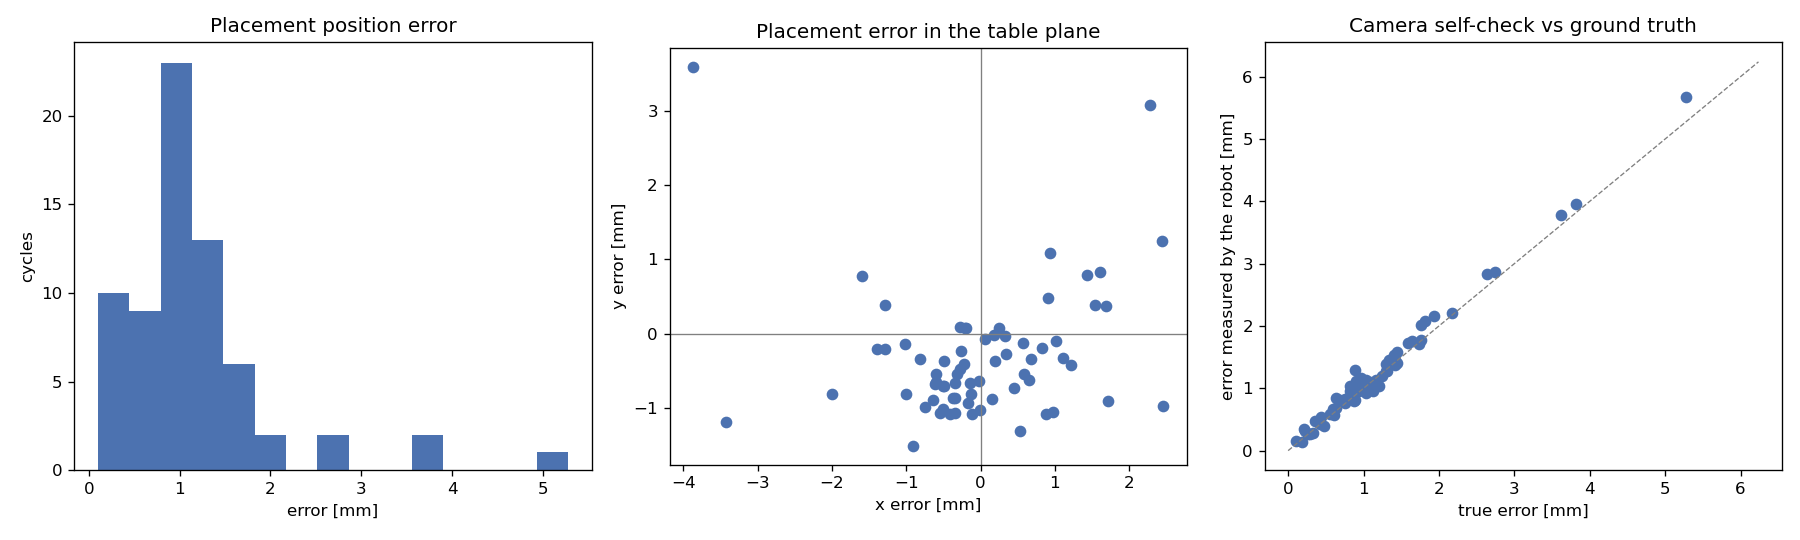 Placement position error
20
15
10
5
0
0 1 2 3 4 5
cycles
error [mm]
Placement error in the table plane
3
2
1
0
−1
−4 −3 −2 −1 0 1 2
y error [mm]
x error [mm]
Camera self-check vs ground truth
6
5
4
3
2
1
0
0 1 2 3 4 5 6
error measured by the robot [mm]
true error [mm]